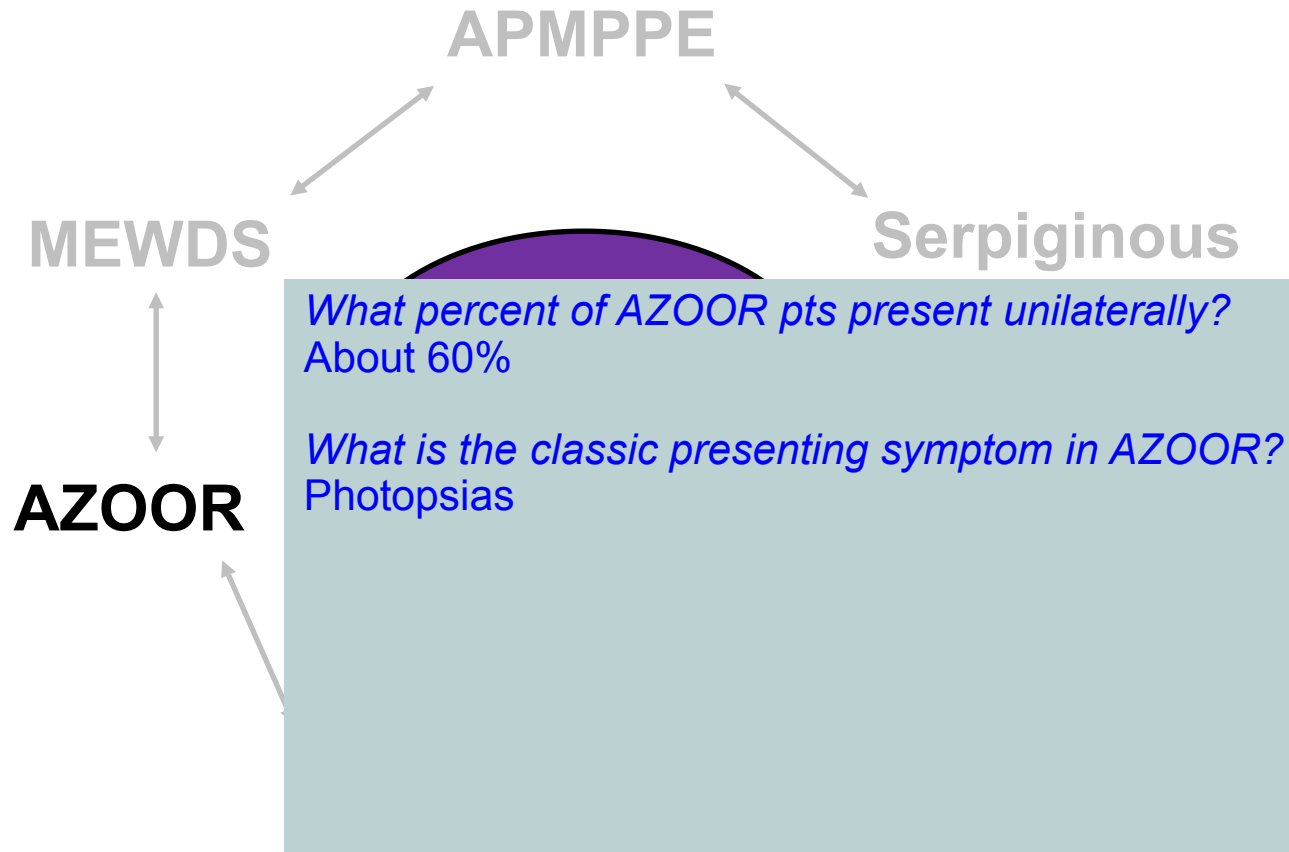 APMPPE
MEWDS
Serpiginous
What percent of AZOOR pts present unilaterally?
About 60%
What is the classic presenting symptom in AZOOR?
Photopsias
AZOOR